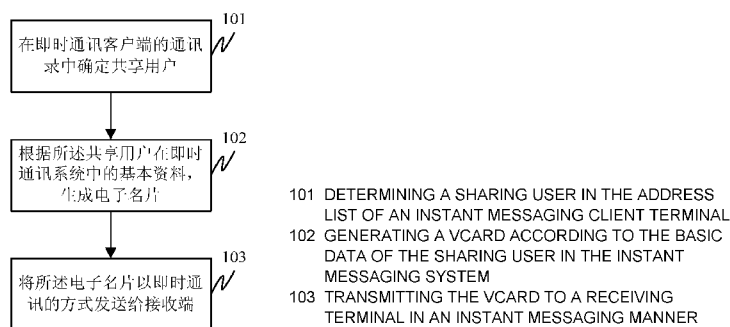 101
在即时通讯客户端的通讯
录中确定共享用户
102
根据所述共享用户在即时
通讯系统中的基本资料,
生成电子名片
103
将所述电子名片以即时通
讯的方式发送给接收端
101 DETERMINING A SHARING USER IN THE ADDRESS
LIST OF AN INSTANT MESSAGING CLIENT TERMINAL
102 GENERATING A VCARD ACCORDING TO THE BASIC
DATA OF THE SHARING USER IN THE INSTANT
MESSAGING SYSTEM
103 TRANSMITTING THE VCARD TO A RECEIVING
TERMINAL IN AN INSTANT MESSAGING MANNER